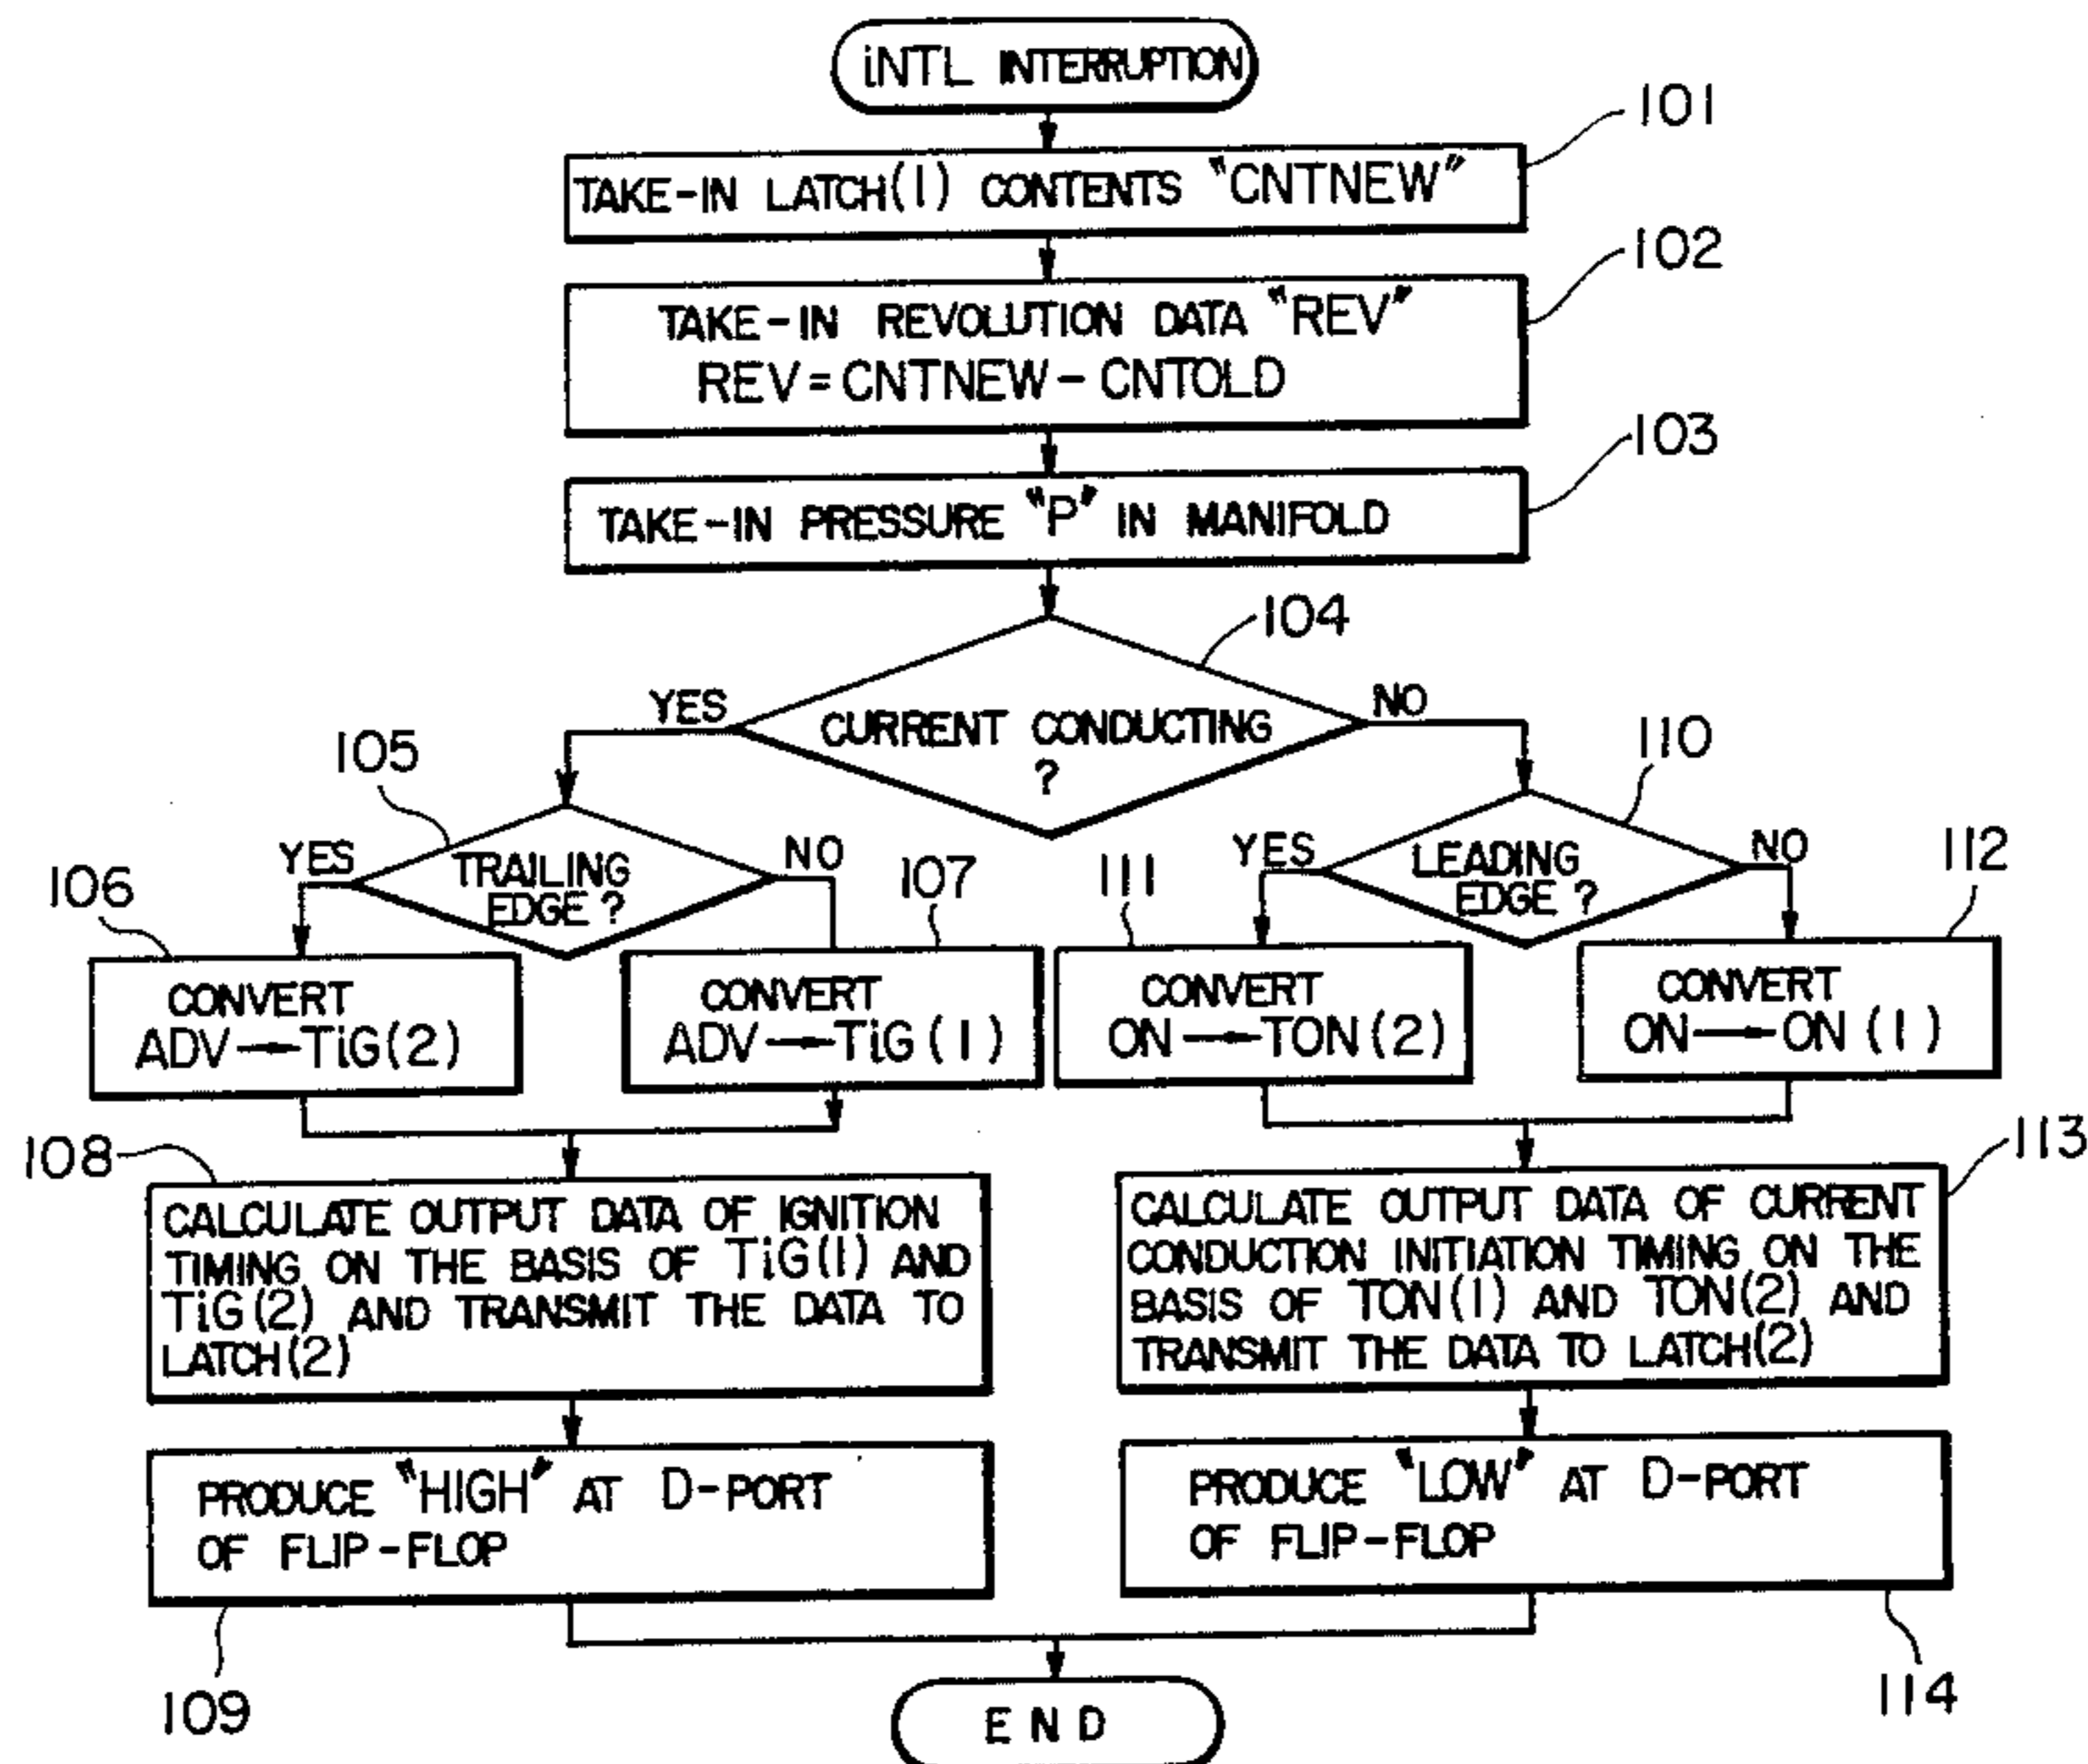 iNTL INTERRUPTION
101
TAKE-IN LATCH(1) CONTENTS "CNTNEW"
102
TAKE-IN REVOLUTION DATA "REV"
REV = CNTNEW - CNTOLD
103
TAKE-IN PRESSURE "P" IN MANIFOLD
104
YES
CURRENT CONDUCTING
?
NO
105
YES
TRAILING
EDGE ?
NO
110
YES
LEADING
EDGE ?
NO
106
CONVERT
ADV → TiG(2)
107
CONVERT
ADV → TiG (1)
111
CONVERT
ON → TON(2)
112
CONVERT
ON → ON (1)
108
CALCULATE OUTPUT DATA OF IGNITION
TIMING ON THE BASIS OF TiG(1) AND
TiG(2) AND TRANSMIT THE DATA TO
LATCH(2)
113
CALCULATE OUTPUT DATA OF CURRENT
CONDUCTION INITIATION TIMING ON THE
BASIS OF TON(1) AND TON(2) AND
TRANSMIT THE DATA TO LATCH(2)
PRODUCE "HIGH" AT D-PORT
OF FLIP-FLOP
109
PRODUCE "LOW" AT D-PORT
OF FLIP-FLOP
114
END